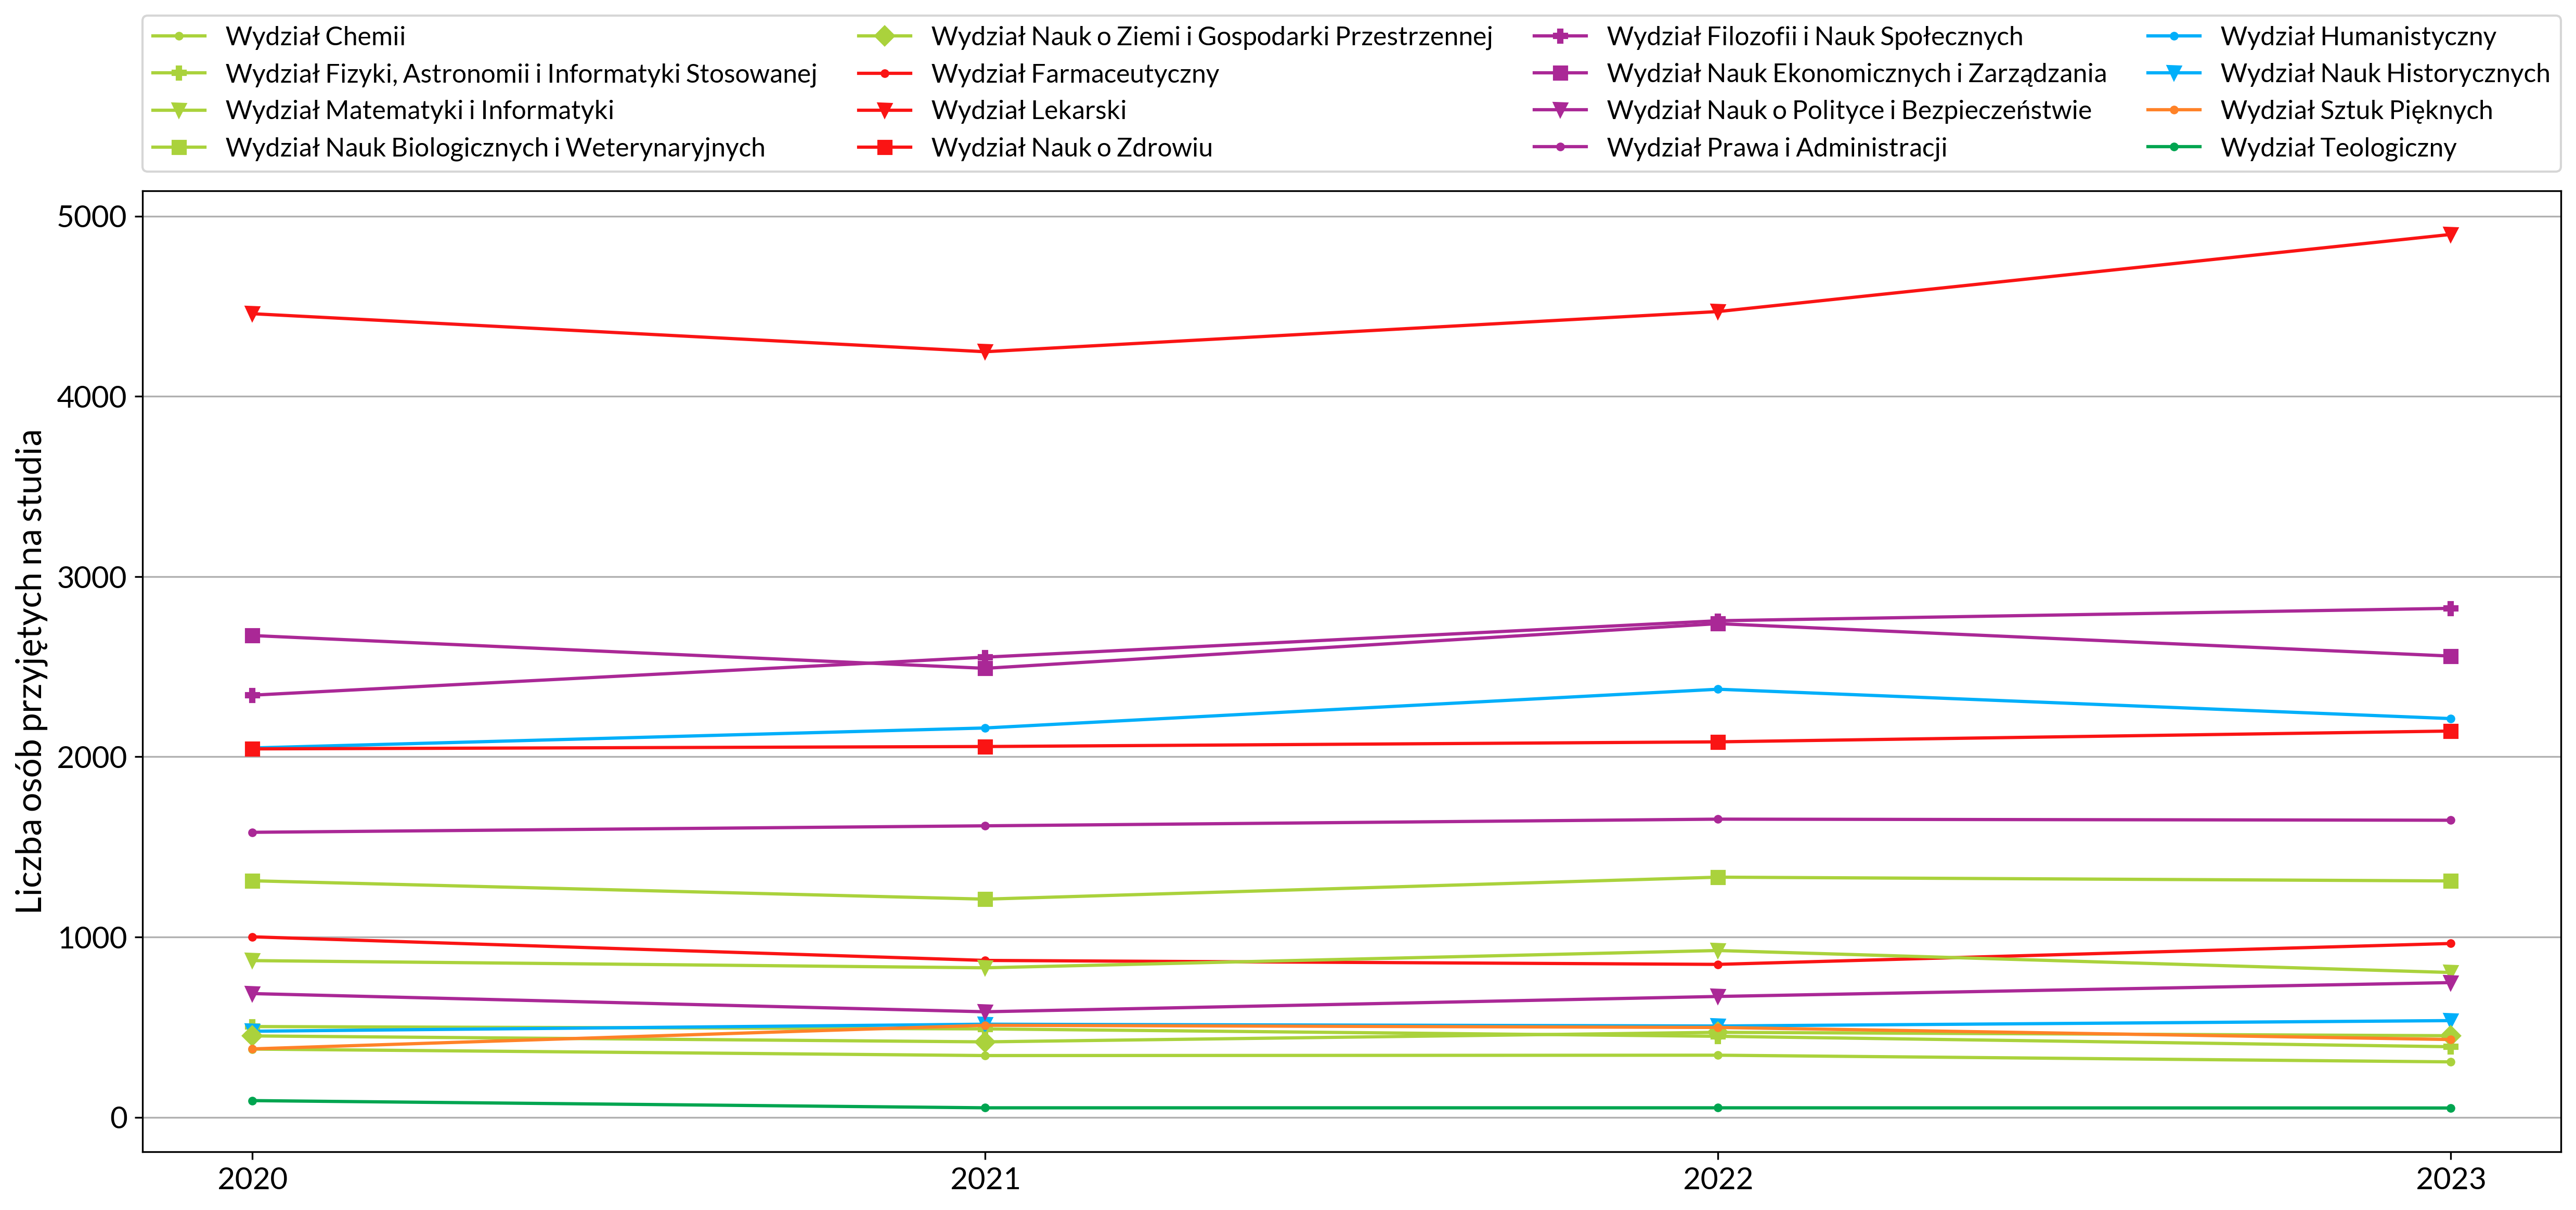 Wydział Chemii
Wydział Fizyki, Astronomii i Informatyki Stosowanej
Wydział Matematyki i Informatyki
Wydział Nauk Biologicznych i Weterynaryjnych
Wydział Nauk o Ziemi i Gospodarki Przestrzennej
Wydział Farmaceutyczny
Wydział Lekarski
Wydział Nauk o Zdrowiu
Wydział Filozofii i Nauk Społecznych
Wydział Nauk Ekonomicznych i Zarządzania
Wydział Nauk o Polityce i Bezpieczeństwie
Wydział Prawa i Administracji
Wydział Humanistyczny
Wydział Nauk Historycznych
Wydział Sztuk Pięknych
Wydział Teologiczny
Liczba osób przyjętych na studia
5000
4000
3000
2000
1000
0
2020
2021
2022
2023